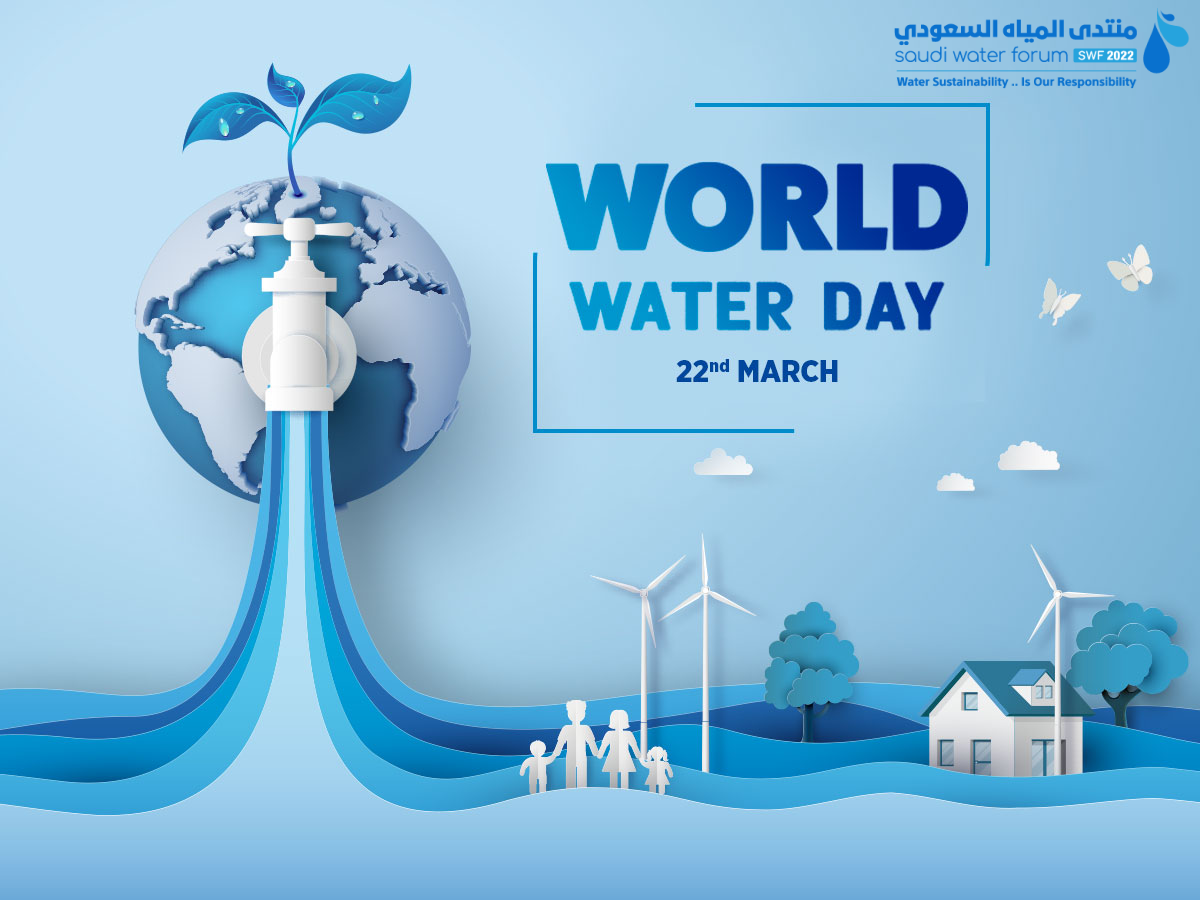 منتدى المياه السعودي
saudi water forum SWF 2022
Water Sustainability .. Is Our Responsibility
WORLD
WATER DAY
22nd MARCH